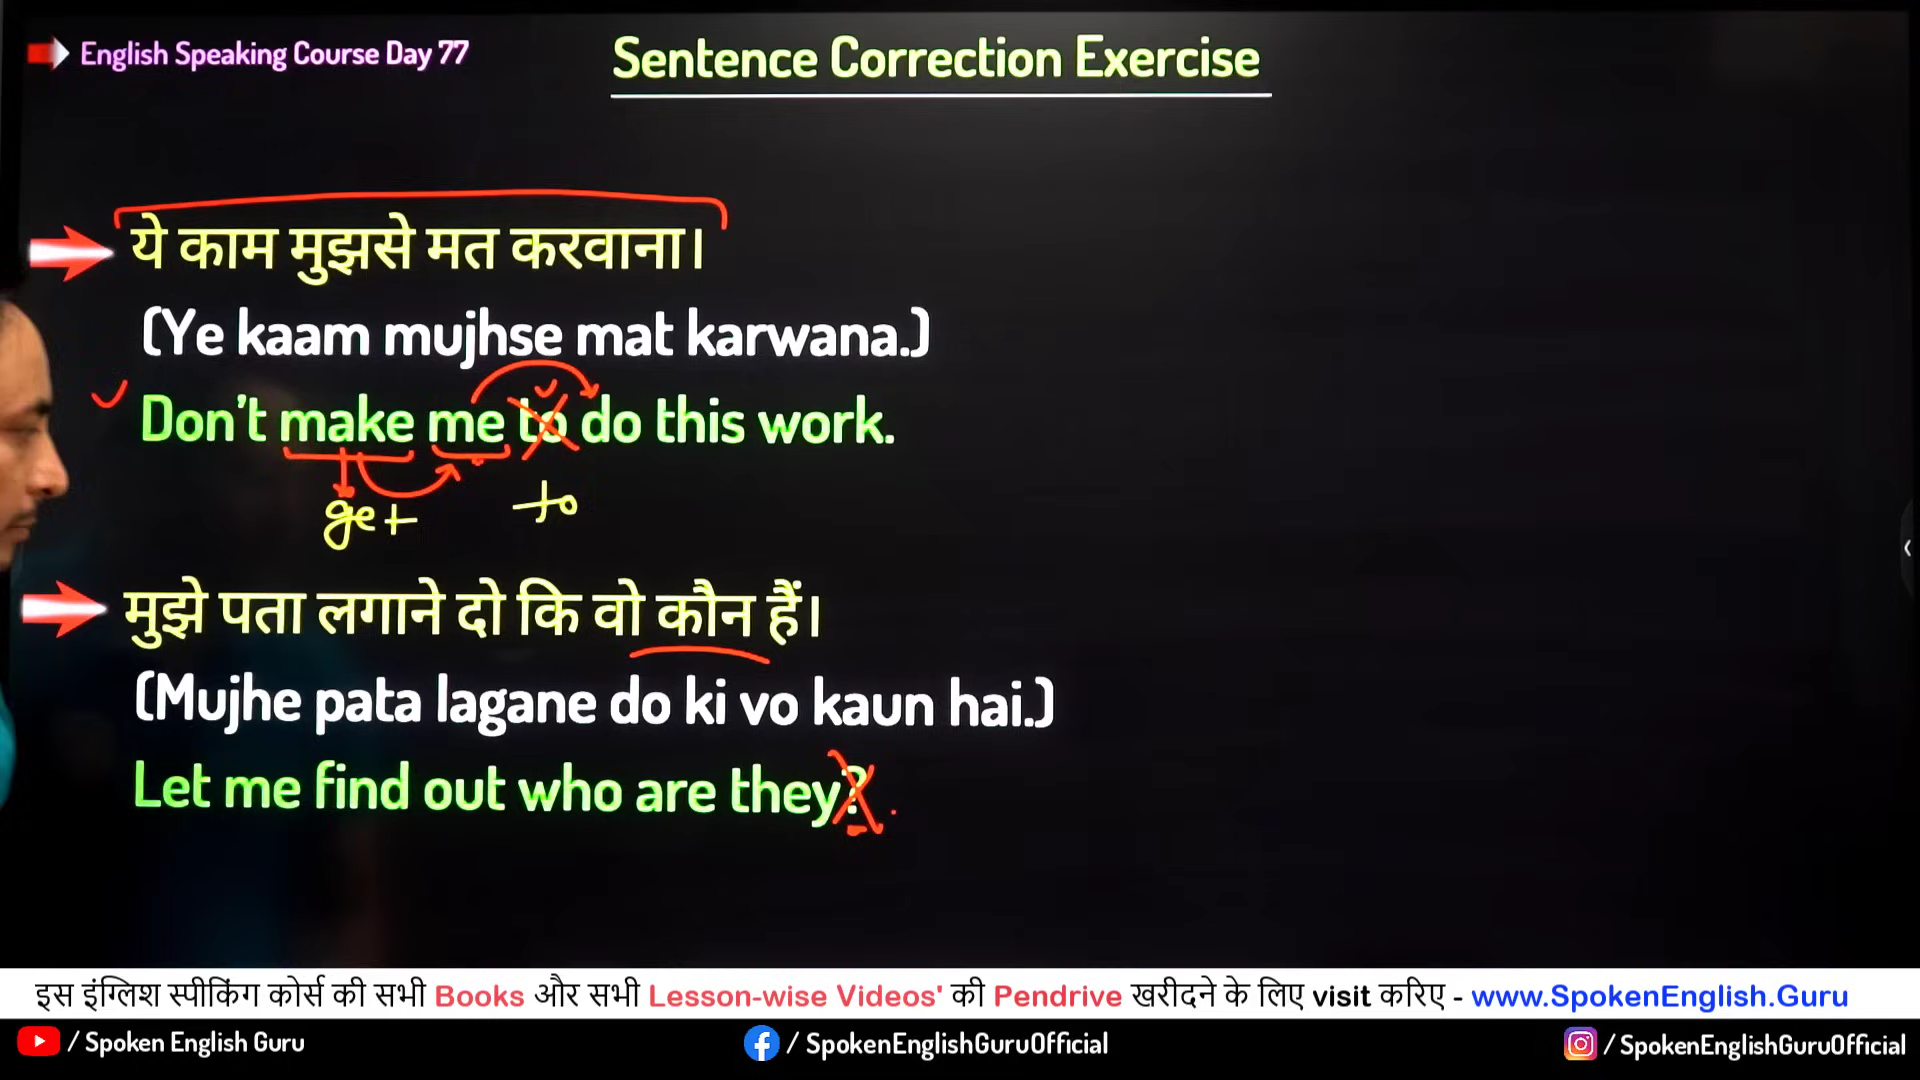 English Speaking Course Day 77
Sentence Correction Exercise
ये काम मुझसे मत करवाना।
(Ye kaam mujhse mat karwana.)
Don't make me to do this work.
get to
मुझे पता लगाने दो कि वो कौन हैं।
(Mujhe pata lagane do ki vo kaun hai.)
Let me find out who are they?
इस इंग्लिश स्पीकिंग कोर्स की सभी Books और सभी Lesson-wise Videos' की Pendrive खरीदने के लिए visit करिए - www.SpokenEnglish.Guru
/ Spoken English Guru / SpokenEnglishGuruOfficial / SpokenEnglishGuruOfficial